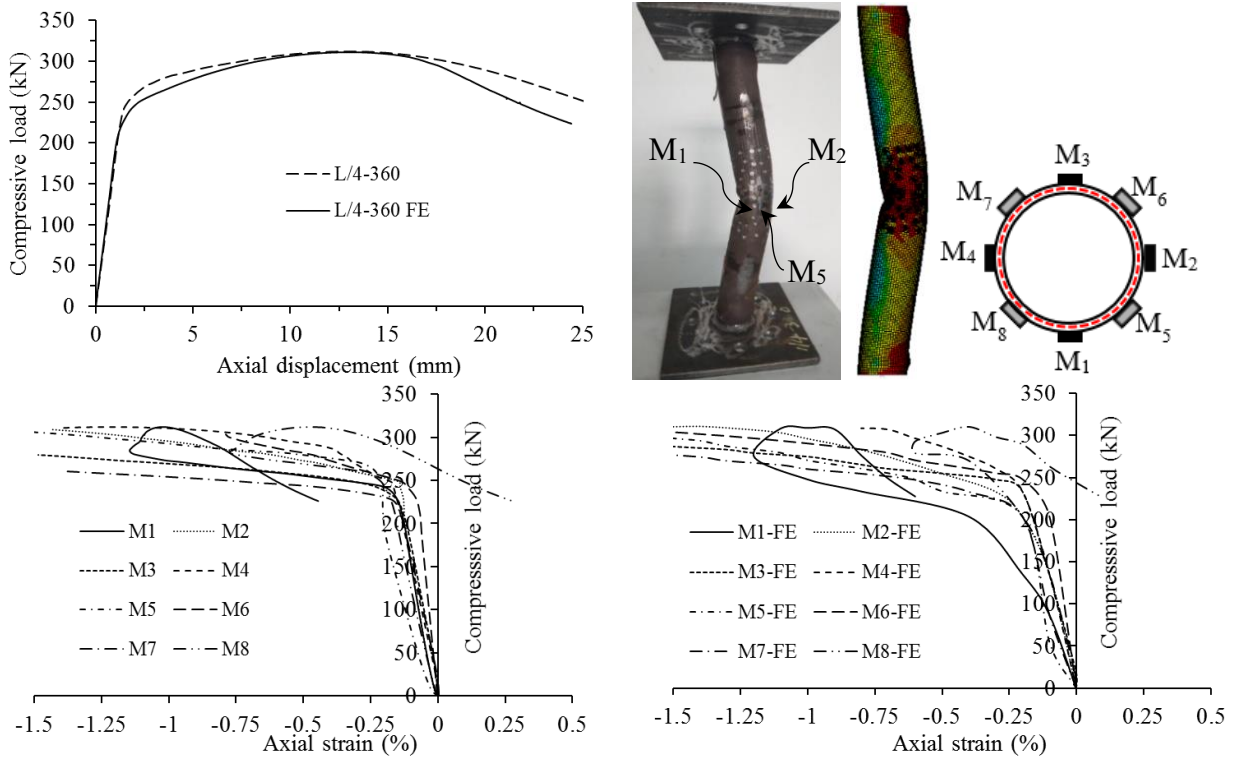 350
300
250
200
150
100
50
0
Compressive load (kN)
L/4-360
L/4-360 FE
0 5 10 15 20 25
Axial displacement (mm)
M1
M2
M5
M3
M7
M6
M4
M2
M8
M5
M1
350
300
250
200
150
100
50
0
Compresssive load (kN)
M1 M2
M3 M4
M5 M6
M7 M8
-1.5 -1.25 -1 -0.75 -0.5 -0.25 0 0.25 0.5
Axial strain (%)
350
300
250
200
150
100
50
0
Compresssive load (kN)
M1-FE M2-FE
M3-FE M4-FE
M5-FE M6-FE
M7-FE M8-FE
-1.5 -1.25 -1 -0.75 -0.5 -0.25 0 0.25 0.5
Axial strain (%)